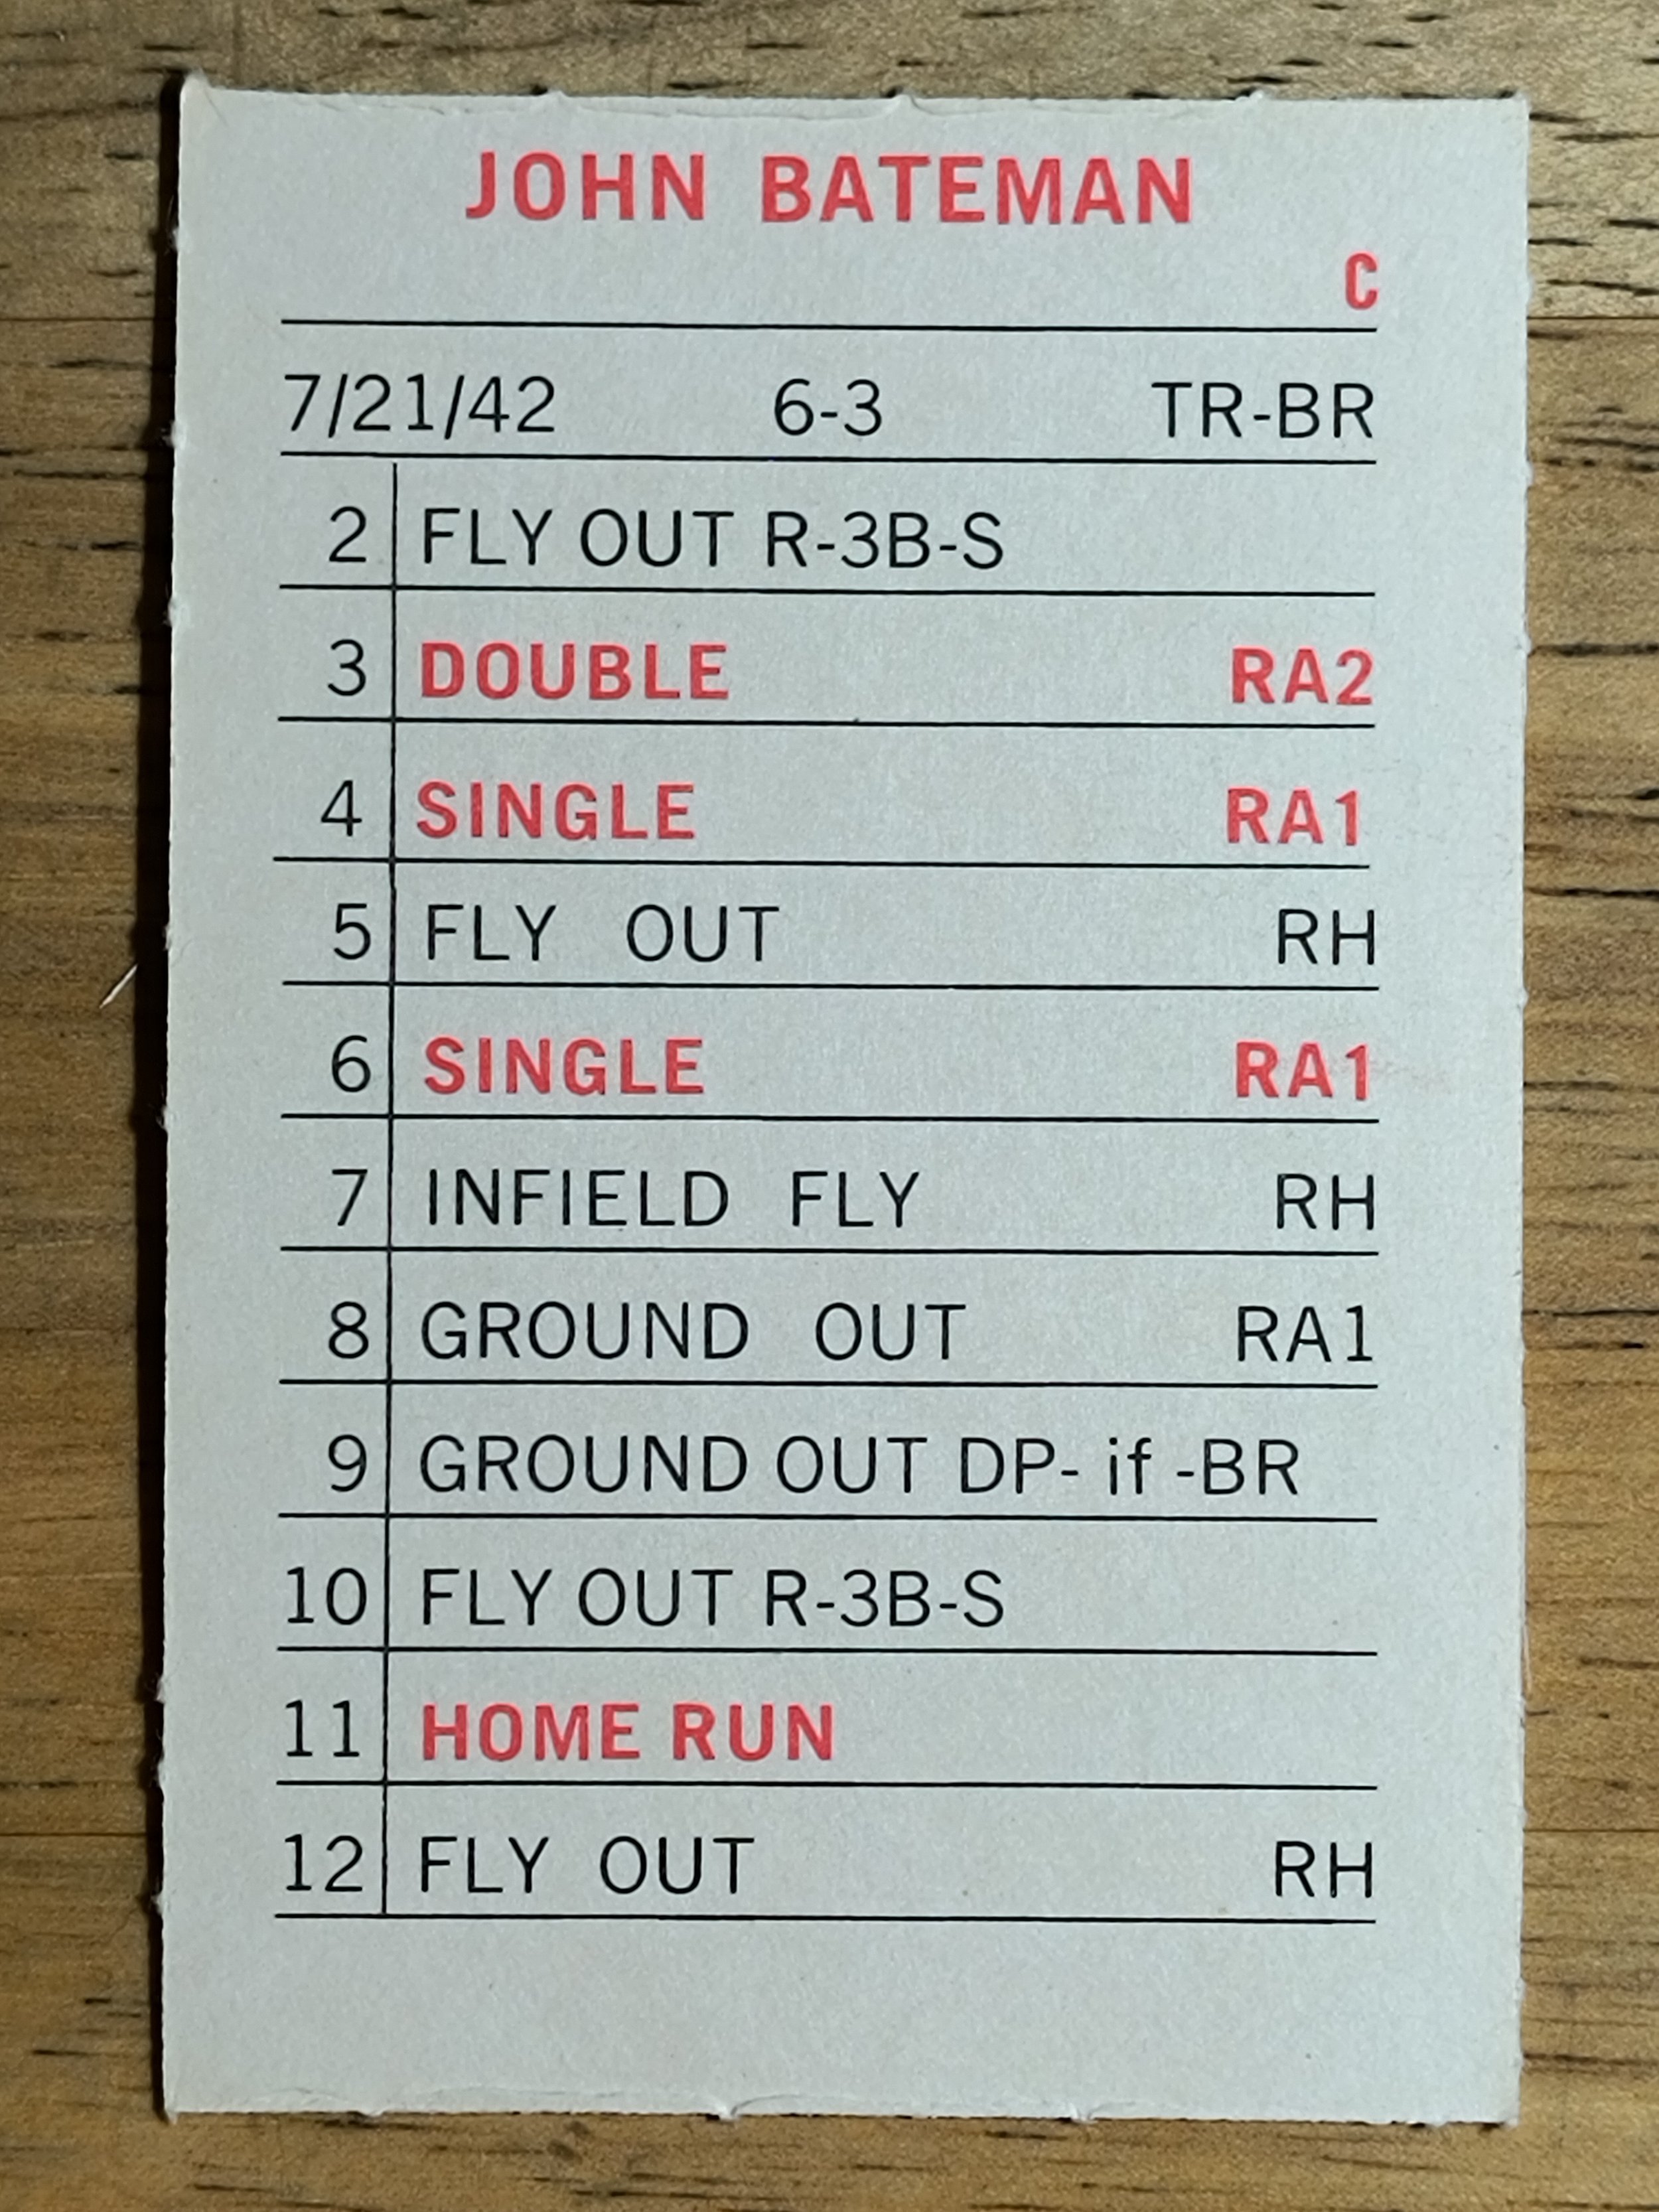 JOHN BATEMAN
C
7/21/42 6-3 TR-BR
2 FLY OUT R-3B-S
3 DOUBLE RA2
4 SINGLE RA1
5 FLY OUT RH
6 SINGLE RA1
7 INFIELD FLY RH
8 GROUND OUT RA1
9 GROUND OUT DP- if -BR
10 FLY OUT R-3B-S
11 HOME RUN
12 FLY OUT RH